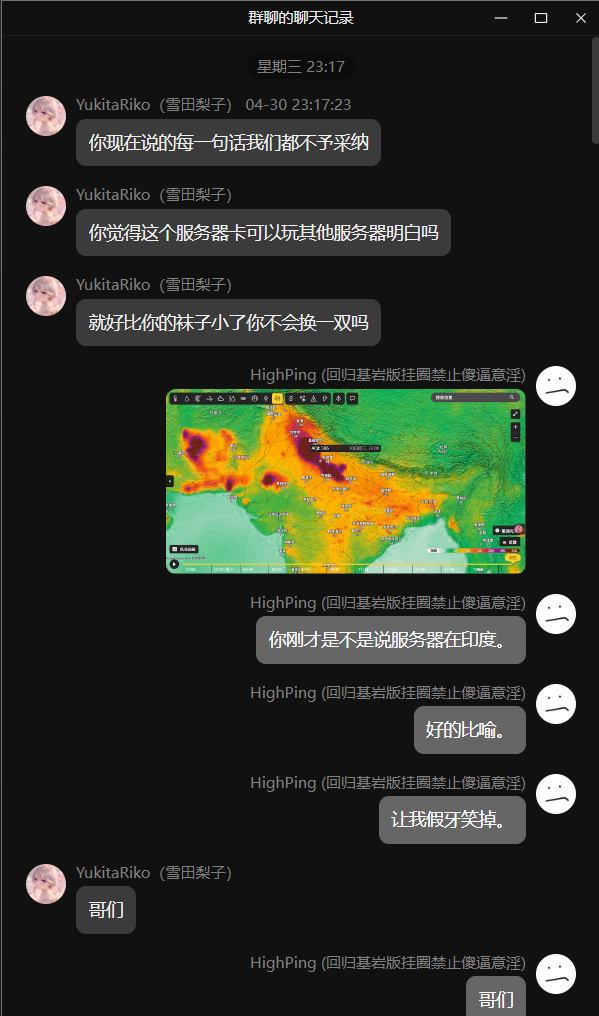 群聊的聊天记录
星期三 23:17
YukitaRiko（雪田梨子） 04-30 23:17:23
你现在说的每一句话我们都不予采纳
YukitaRiko（雪田梨子）
你觉得这个服务器卡可以玩其他服务器明白吗
YukitaRiko（雪田梨子）
就好比你的袜子小了你不会换一双吗
HighPing (回归基岩版挂圈禁止傻逼意淫)
HighPing (回归基岩版挂圈禁止傻逼意淫)
你刚才是不是说服务器在印度。
HighPing (回归基岩版挂圈禁止傻逼意淫)
好的比喻。
HighPing (回归基岩版挂圈禁止傻逼意淫)
让我假牙笑掉。
YukitaRiko（雪田梨子）
哥们
HighPing (回归基岩版挂圈禁止傻逼意淫)
哥们